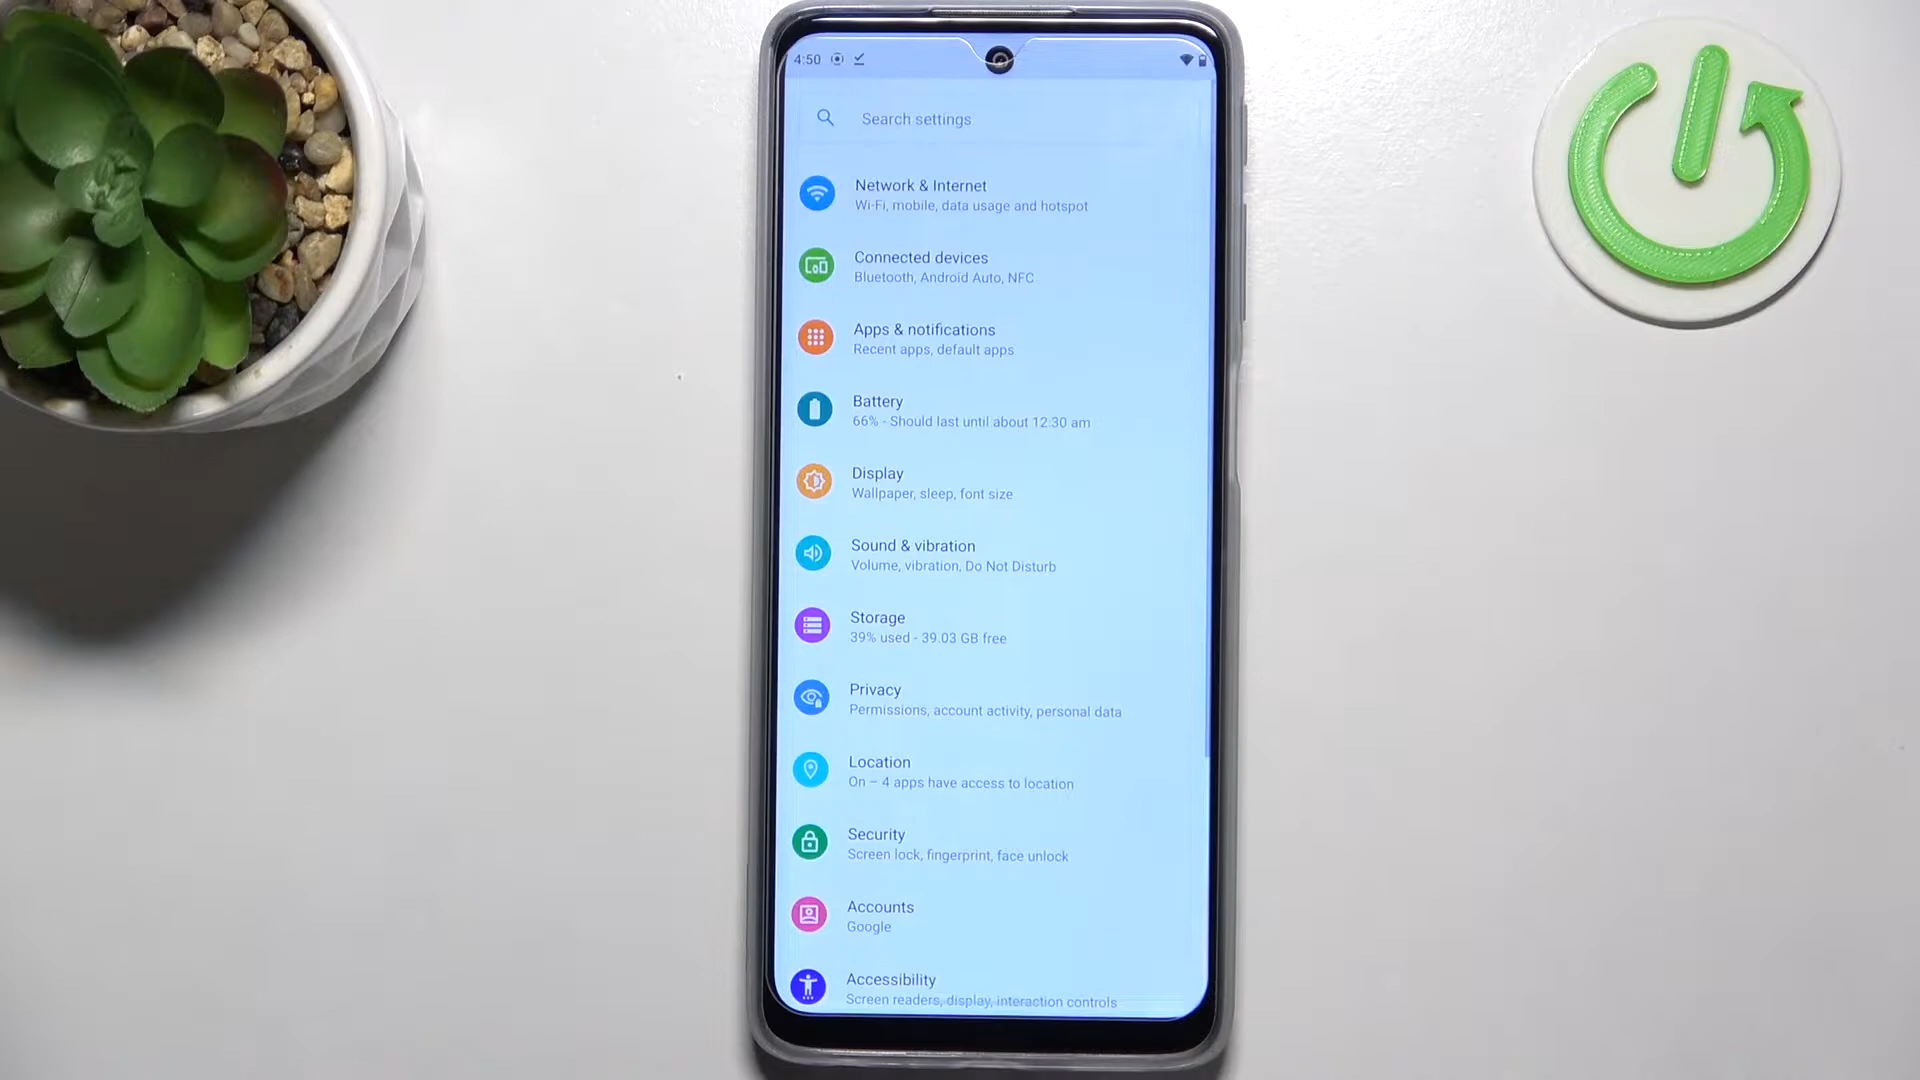 4:50
Search settings
Network & Internet
Wi-Fi, mobile, data usage and hotspot
Connected devices
Bluetooth, Android Auto, NFC
Apps & notifications
Recent apps, default apps
Battery
66% - Should last until about 12:30 am
Display
Wallpaper, sleep, font size
Sound & vibration
Volume, vibration, Do Not Disturb
Storage
39% used - 39.03 GB free
Privacy
Permissions, account activity, personal data
Location
On – 4 apps have access to location
Security
Screen lock, fingerprint, face unlock
Accounts
Google
Accessibility
Screen readers, display, interaction controls